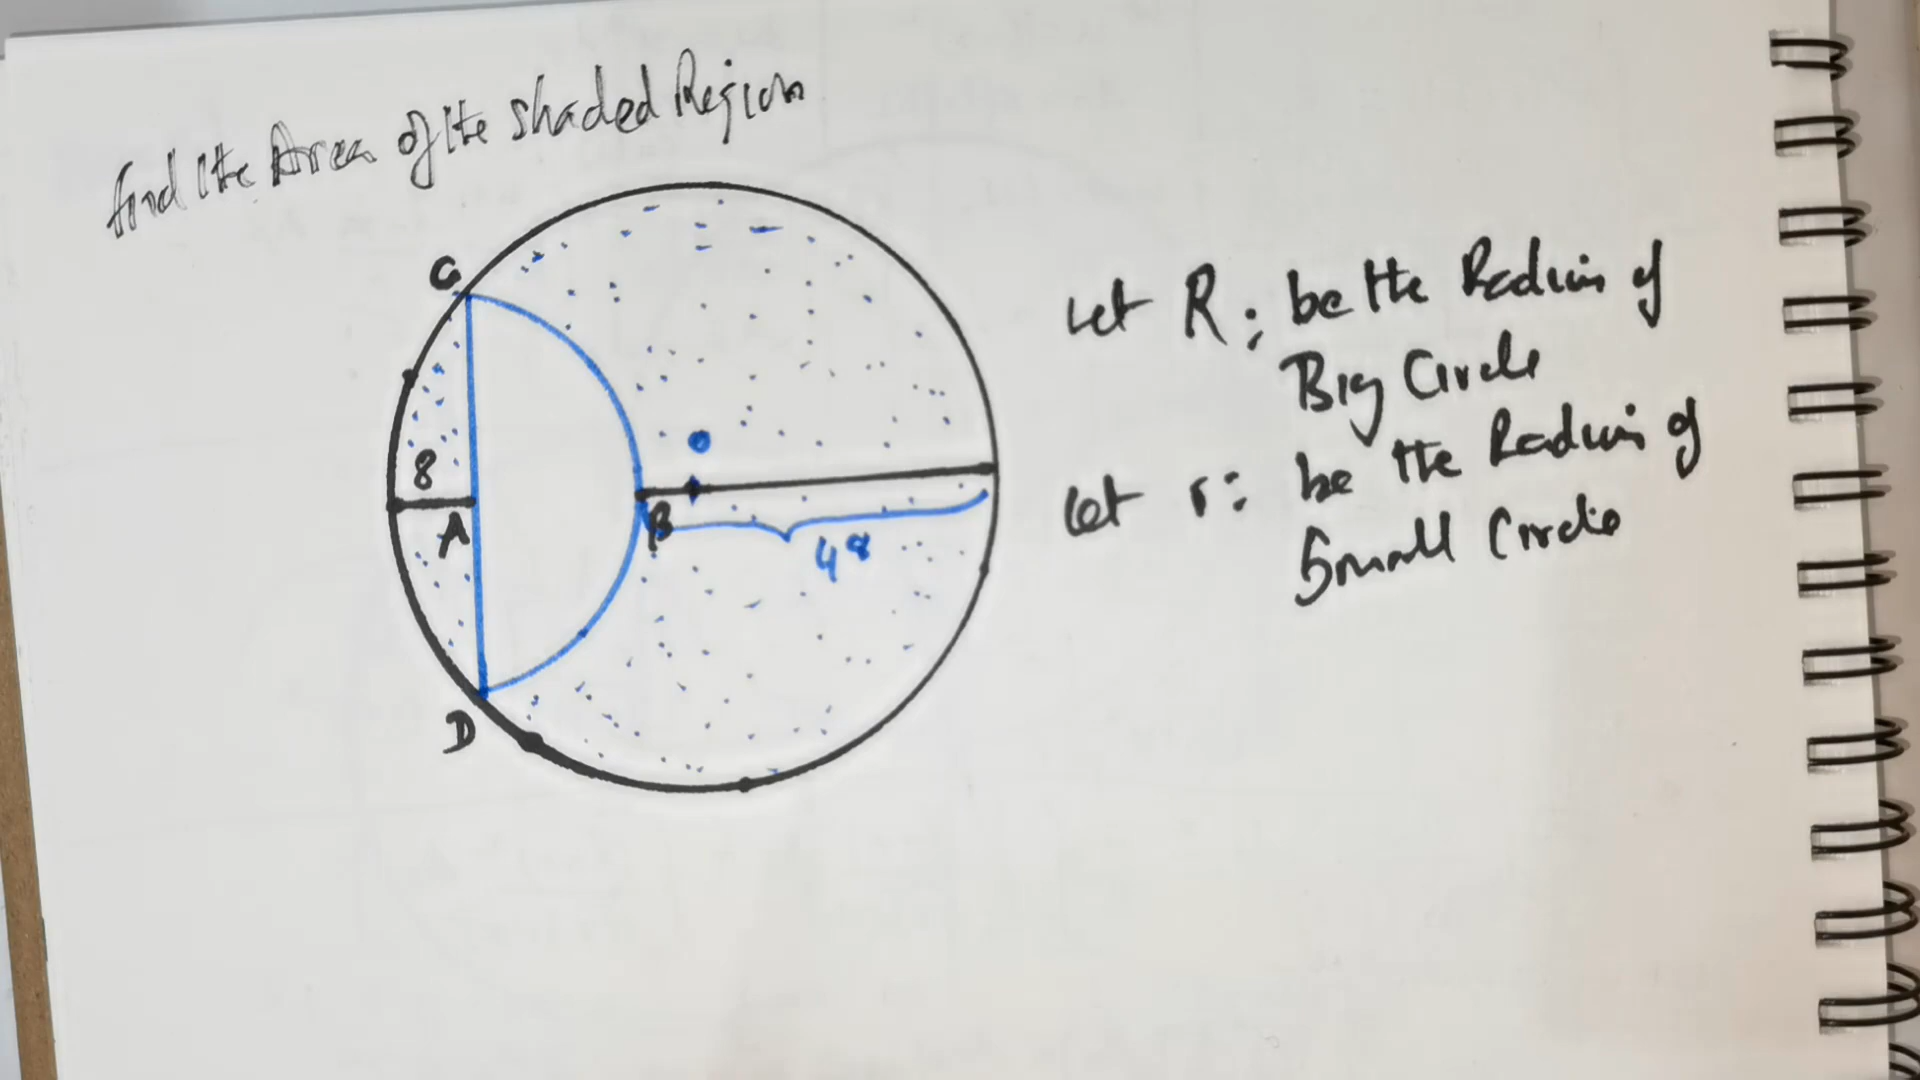 find the Area of the shaded Region
C
8
A
B
O
48
D
Let R: be the Radius of
Big Circle
Let r: be the Radius of
Small Circle